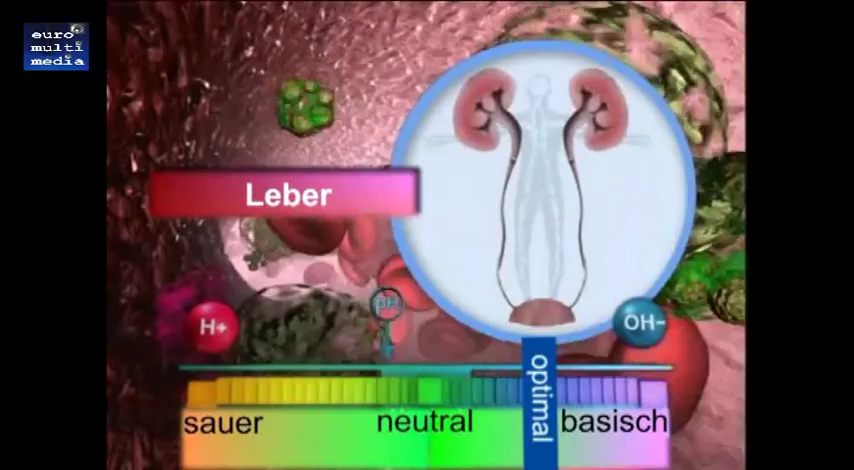 euro
multi
media
Leber
H+
pH
OH-
optimal
sauer
neutral
basisch